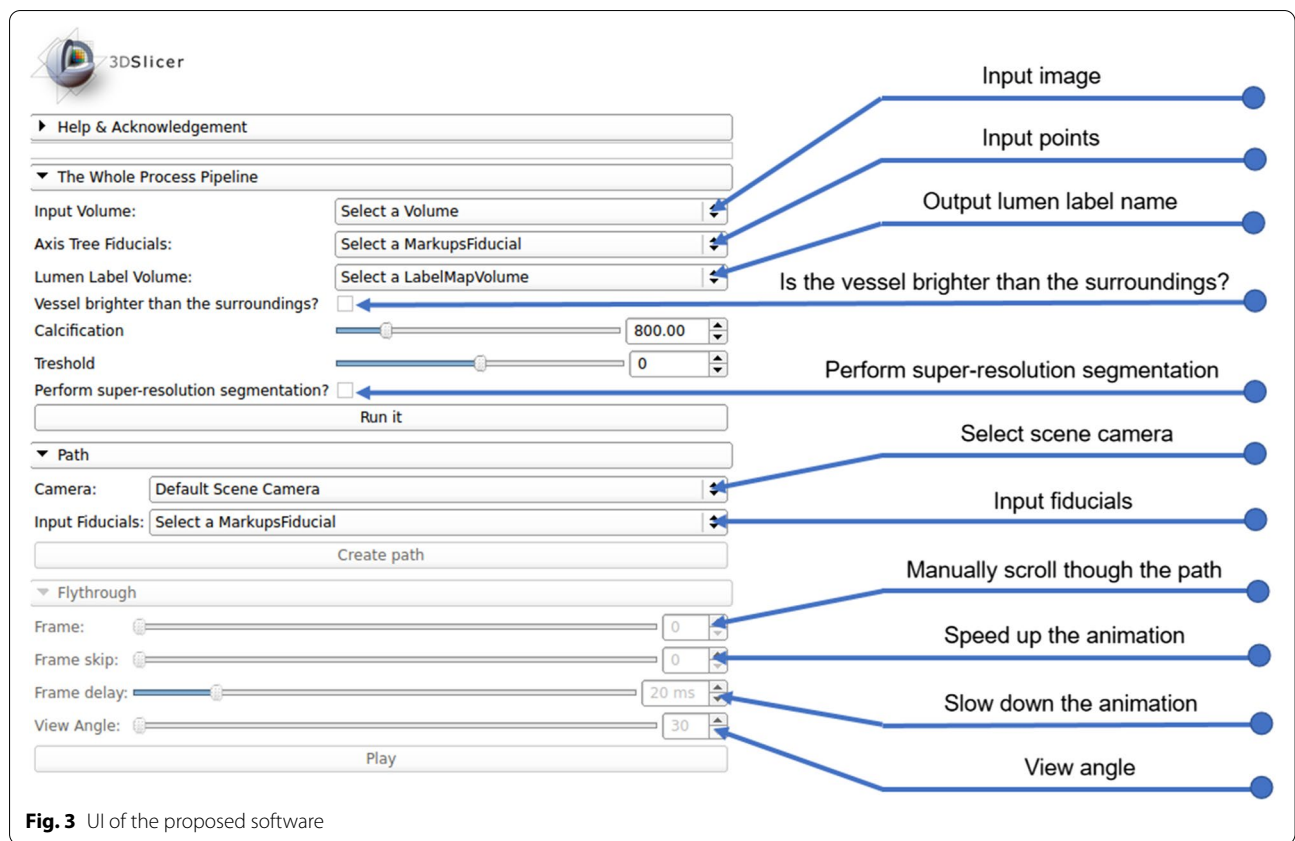 3DSlicer
Input image
Help & Acknowledgement
Input points
The Whole Process Pipeline
Input Volume: Select a Volume
Output lumen label name
Axis Tree Fiducials: Select a MarkupsFiducial
Lumen Label Volume: Select a LabelMapVolume
Is the vessel brighter than the surroundings?
Vessel brighter than the surroundings?
Calcification 800.00
Treshold 0
Perform super-resolution segmentation
Perform super-resolution segmentation?
Run it
Select scene camera
Path
Camera: Default Scene Camera
Input fiducials
Input Fiducials: Select a MarkupsFiducial
Create path
Manually scroll though the path
Flythrough
Frame: 0
Speed up the animation
Frame skip: 0
Frame delay: 20 ms
Slow down the animation
View Angle: 30
Play
View angle
Fig. 3 UI of the proposed software